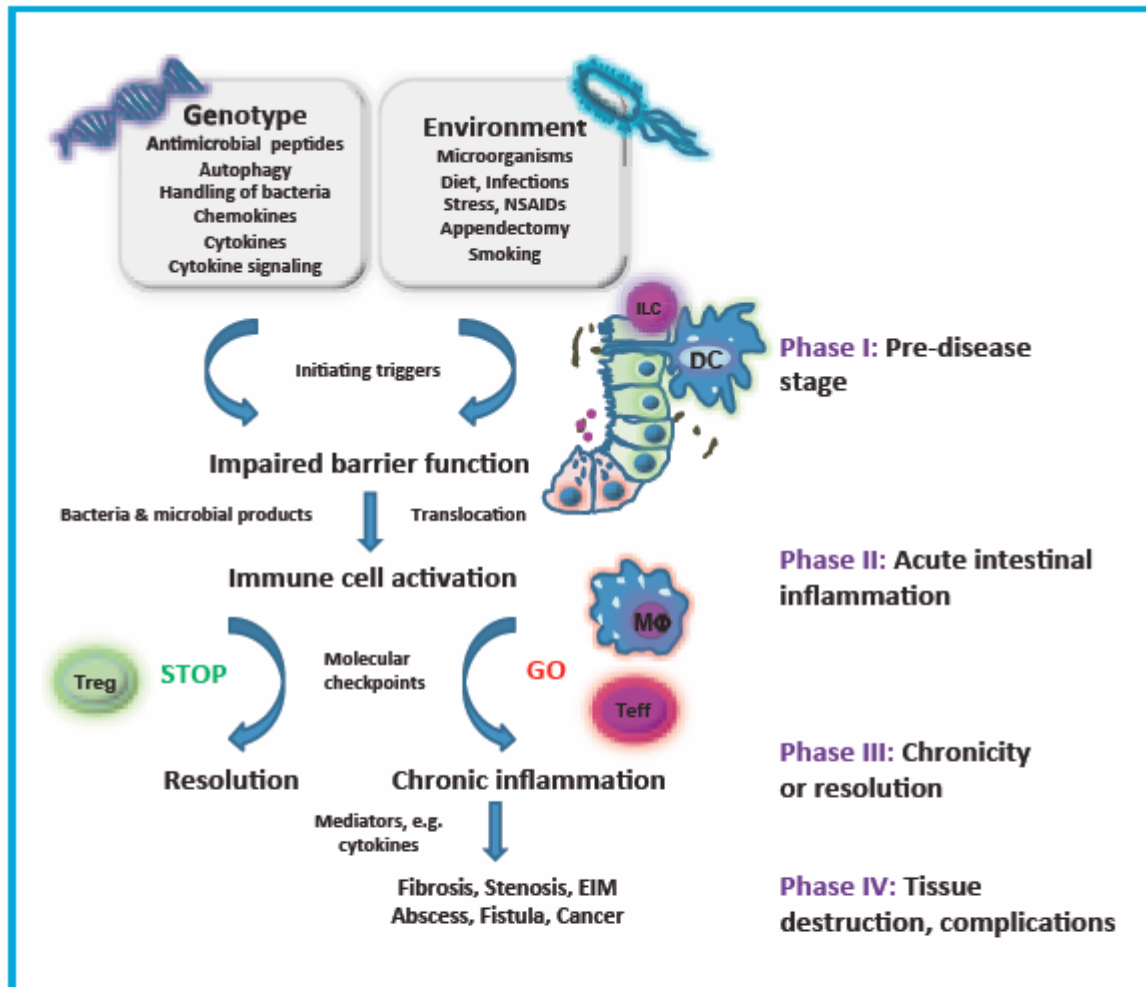 Genotype
Antimicrobial peptides
Autophagy
Handling of bacteria
Chemokines
Cytokines
Cytokine signaling
Environment
Microorganisms
Diet, Infections
Stress, NSAIDs
Appendectomy
Smoking
Initiating triggers
ILC
DC
Phase I: Pre-disease
stage
Impaired barrier function
Bacteria & microbial products
Translocation
Immune cell activation
Phase II: Acute intestinal
inflammation
MΦ
Treg
STOP
Molecular
checkpoints
GO
Teff
Resolution
Chronic inflammation
Phase III: Chronicity
or resolution
Mediators, e.g.
cytokines
Fibrosis, Stenosis, EIM
Abscess, Fistula, Cancer
Phase IV: Tissue
destruction, complications